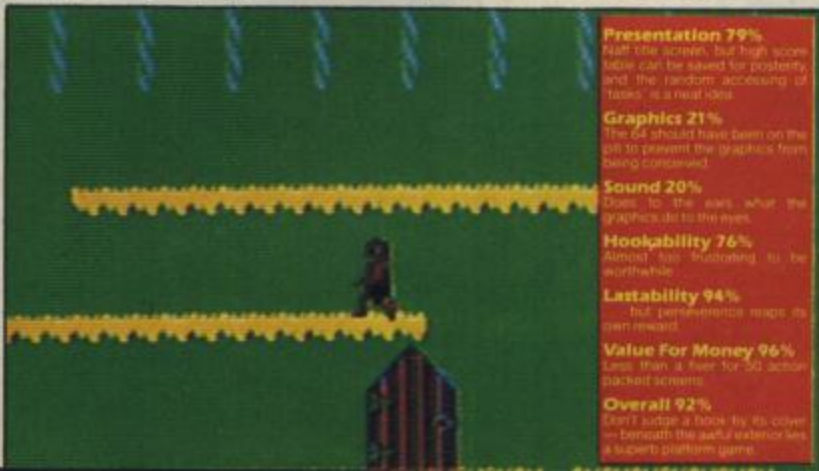 Presentation 79%
Naff title screen, but high score
table can be saved for posterity,
and the random accessing of
'tasks' is a neat idea.
Graphics 21%
The 64 should have been on the
pill to prevent the graphics from
being conceived.
Sound 20%
Does to the ears what the
graphics do to the eyes.
Hookability 76%
Almost too frustrating to be
worthwhile
Lastability 94%
... but perseverence reaps its
own reward.
Value For Money 96%
Less than a fiver for 50 action
packed screens.
Overall 92%
Don't judge a book by its cover
— beneath the awful exterior lies
a superb platform game.